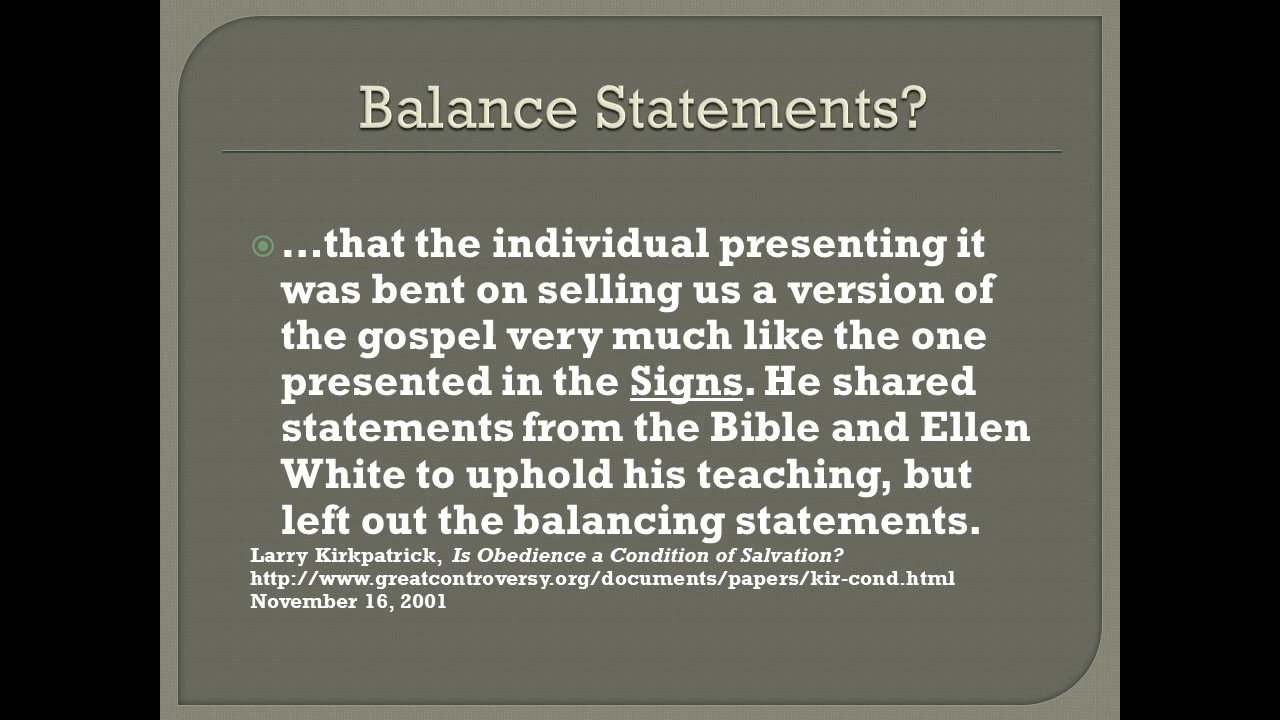 Balance Statements?
…that the individual presenting it
was bent on selling us a version of
the gospel very much like the one
presented in the Signs. He shared
statements from the Bible and Ellen
White to uphold his teaching, but
left out the balancing statements.
Larry Kirkpatrick, Is Obedience a Condition of Salvation?
http://www.greatcontroversy.org/documents/papers/kir-cond.html
November 16, 2001